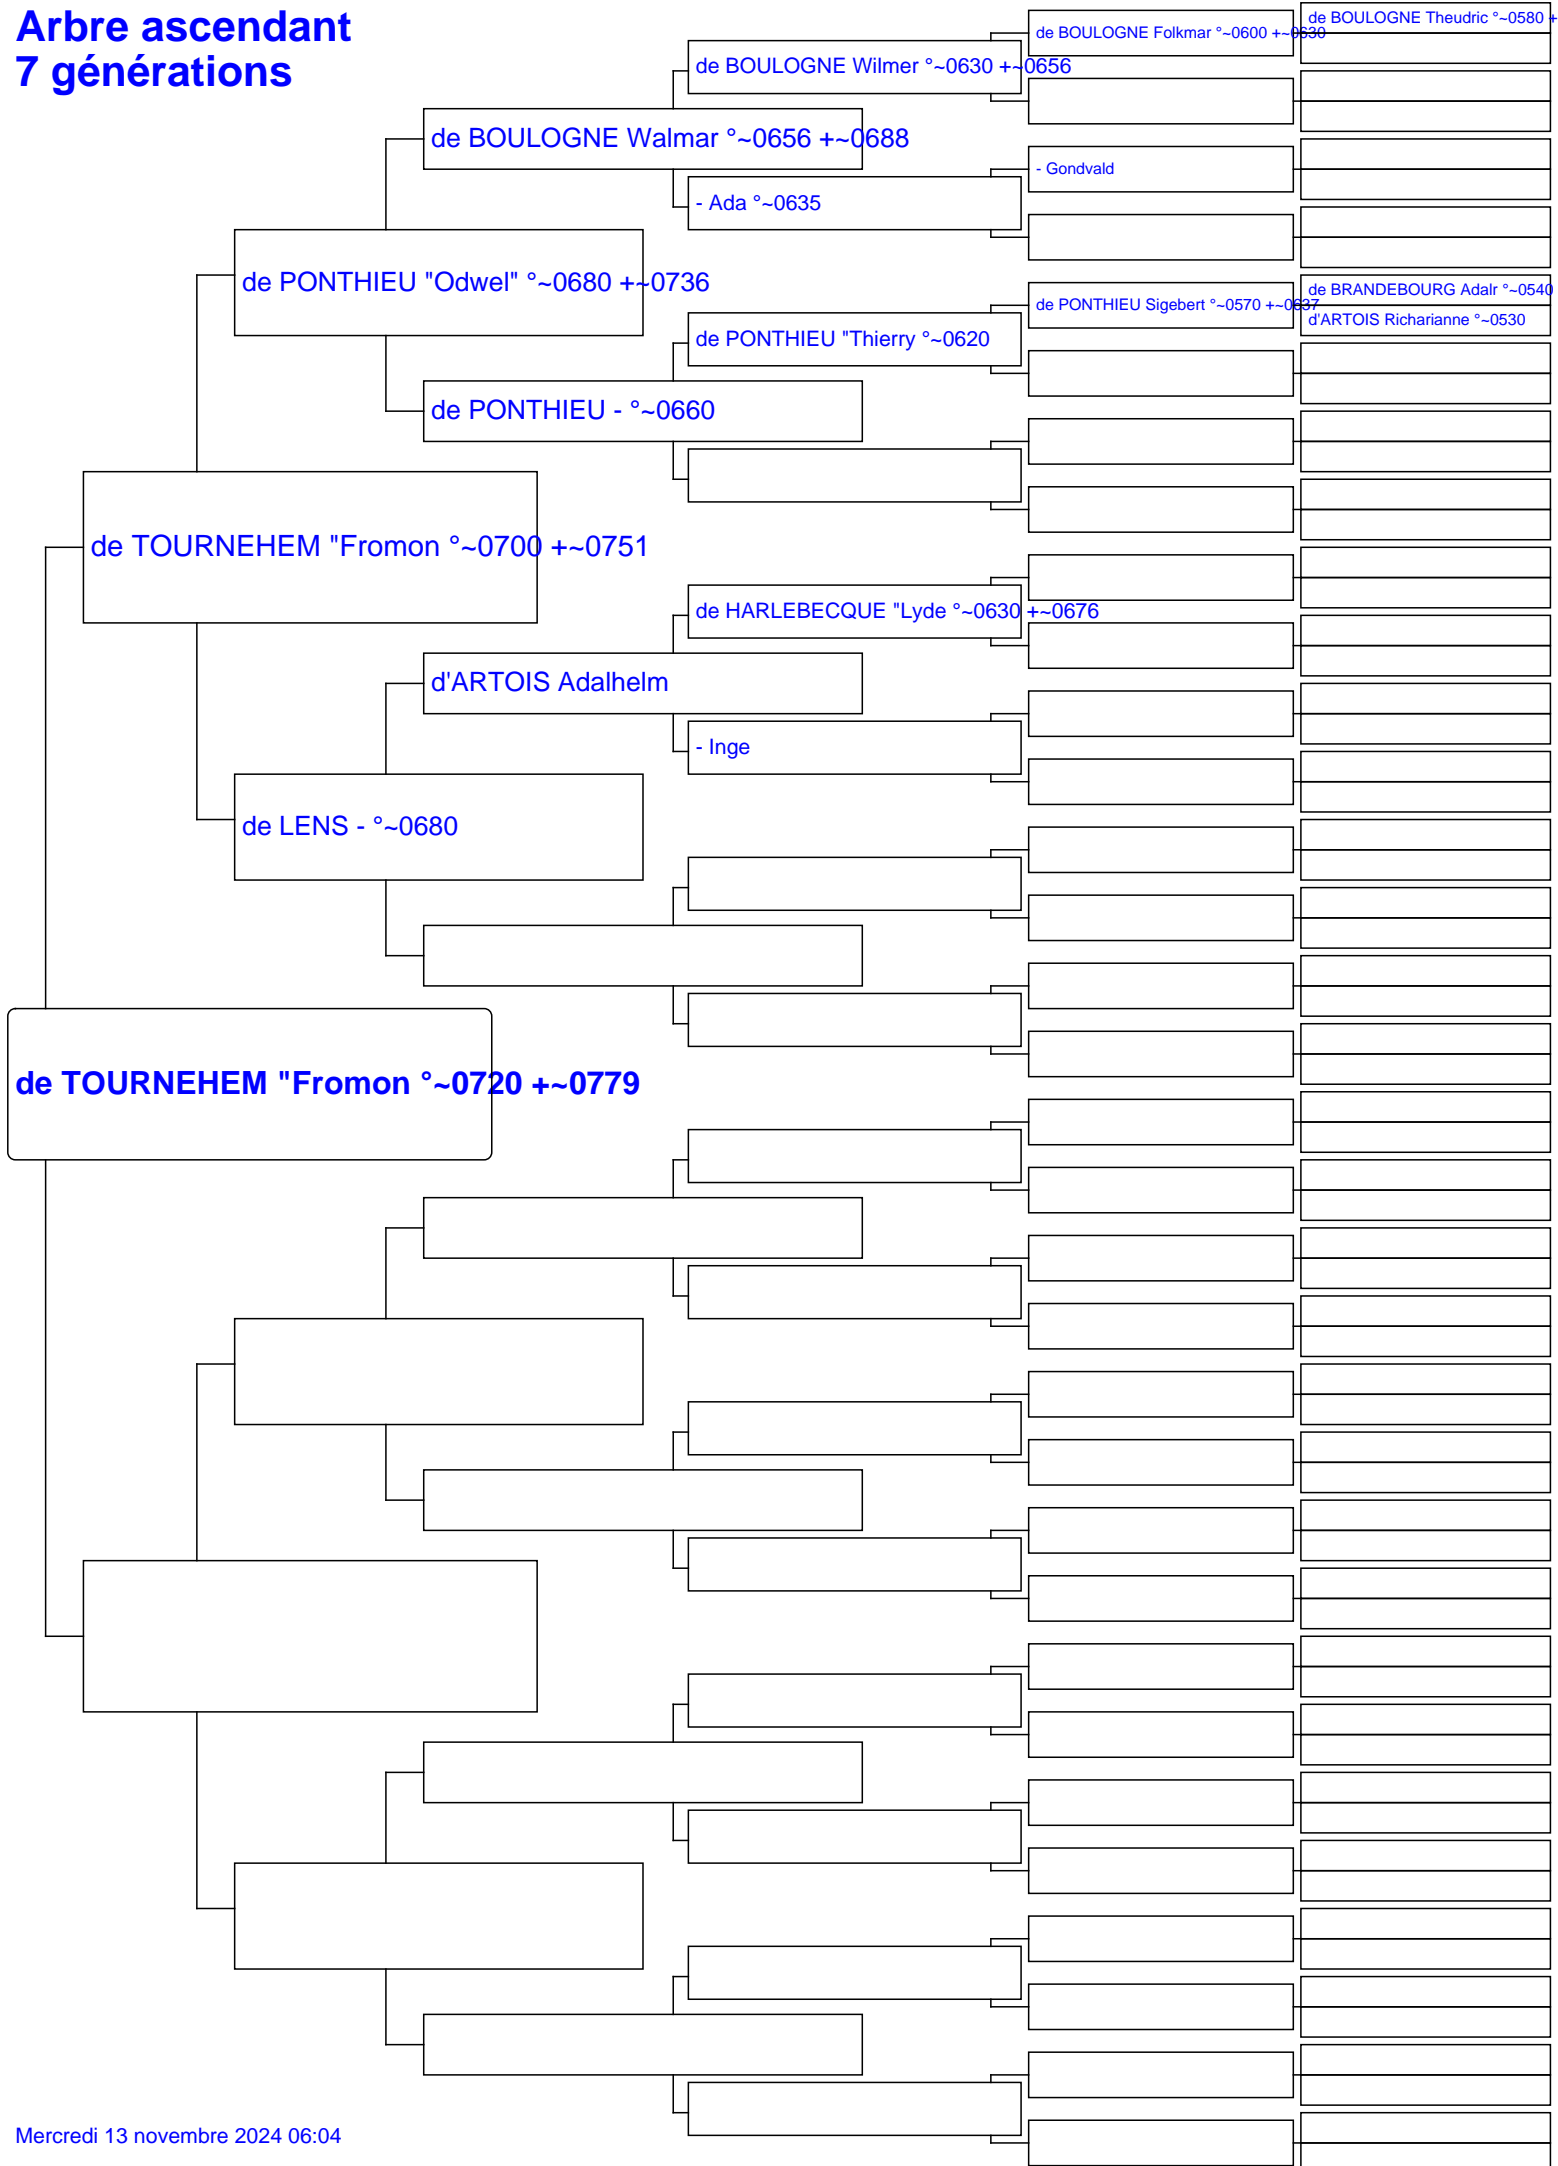 Arbre ascendant
7 générations
de BOULOGNE Theudric °~0580 +
de BOULOGNE Folkmar °~0600 +~0630
de BOULOGNE Wilmer °~0630 +~0656
de BOULOGNE Walmar °~0656 +~0688
- Gondvald
- Ada °~0635
de PONTHIEU "Odwel" °~0680 +~0736
de BRANDEBOURG Adalr °~0540
de PONTHIEU Sigebert °~0570 +~0637
d'ARTOIS Richarianne °~0530
de PONTHIEU "Thierry °~0620
de PONTHIEU - °~0660
de TOURNEHEM "Fromon °~0700 +~0751
de HARLEBECQUE "Lyde °~0630 +~0676
d'ARTOIS Adalhelm
- Inge
de LENS - °~0680
de TOURNEHEM "Fromon °~0720 +~0779
Mercredi 13 novembre 2024 06:04